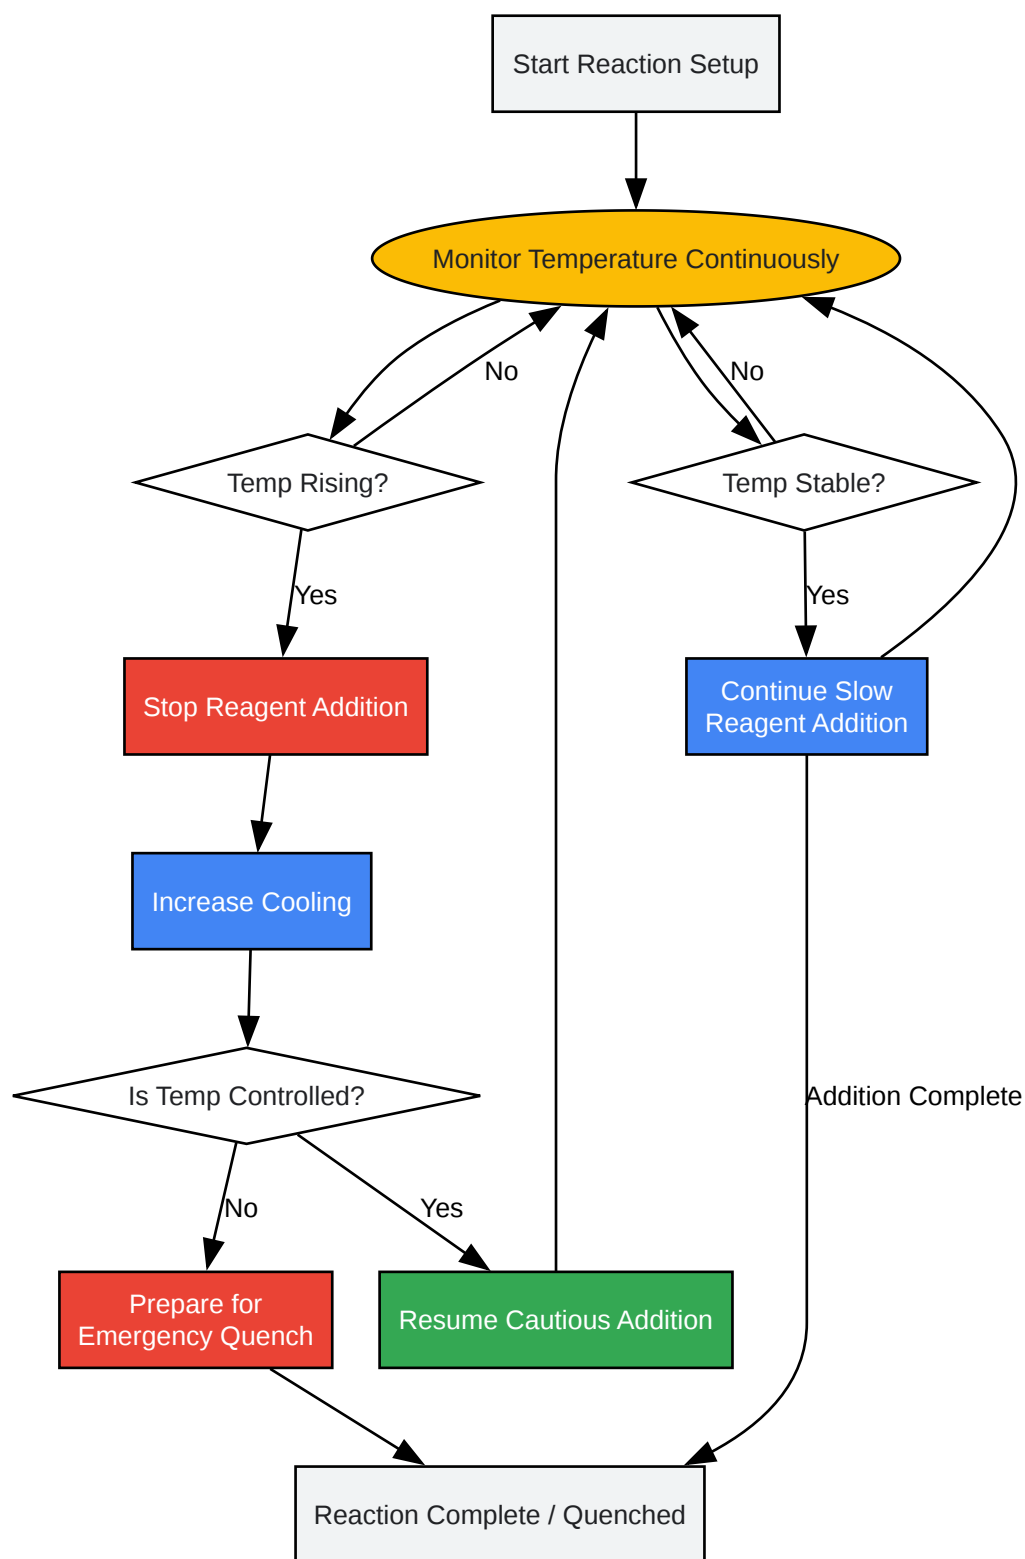 Start Reaction Setup
Monitor Temperature Continuously
No
No
Temp Rising?
Temp Stable?
Yes
Yes
Stop Reagent Addition
Continue Slow
Reagent Addition
Increase Cooling
Is Temp Controlled?
Addition Complete
No
Yes
Prepare for
Emergency Quench
Resume Cautious Addition
Reaction Complete / Quenched